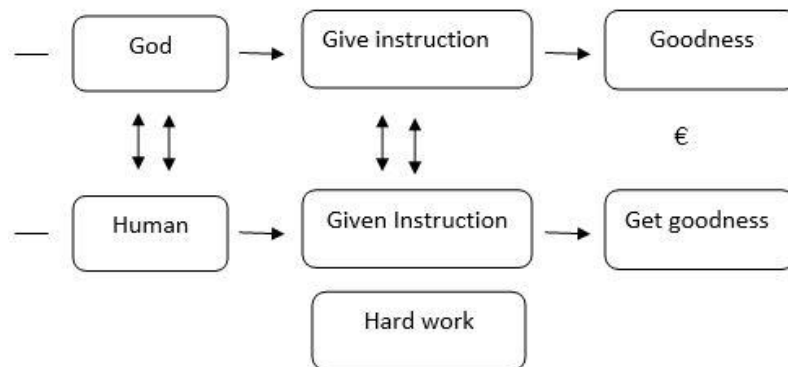 God
Give instruction
Goodness
€
Human
Given Instruction
Get goodness
Hard work